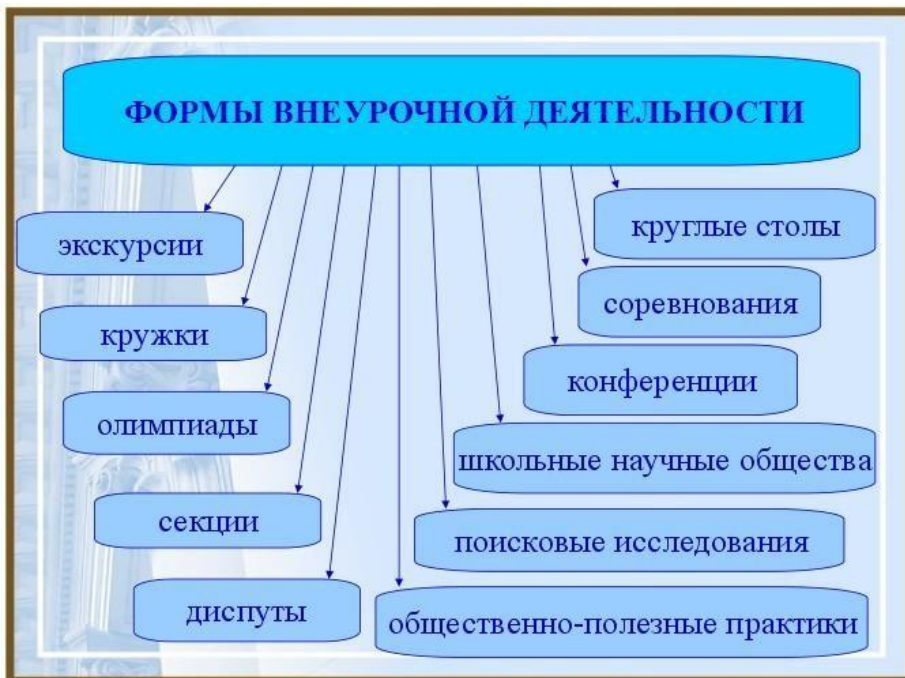 ФОРМЫ ВНЕУРОЧНОЙ ДЕЯТЕЛЬНОСТИ
экскурсии
кружки
олимпиады
секции
диспуты
круглые столы
соревнования
конференции
школьные научные общества
поисковые исследования
общественно-полезные практики